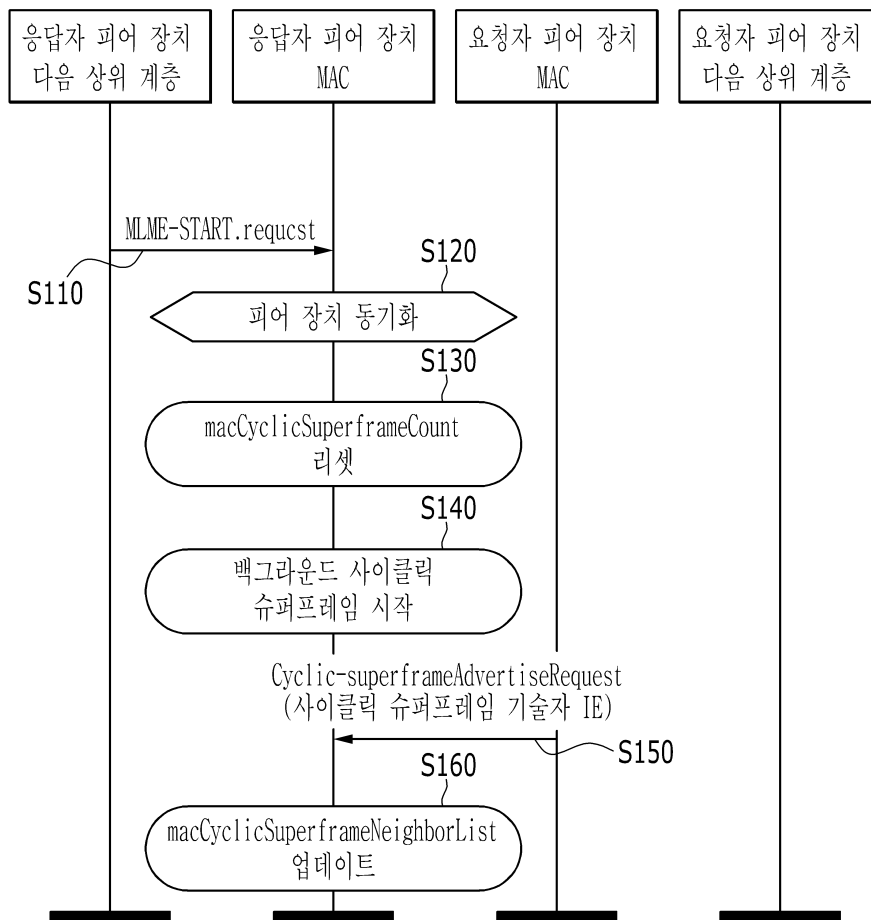 응답자 피어 장치
다음 상위 계층
응답자 피어 장치
MAC
요청자 피어 장치
MAC
요청자 피어 장치
다음 상위 계층
MLME-START.requcst
S110
S120
피어 장치 동기화
S130
macCyclicSuperframeCount
리셋
S140
백그라운드 사이클릭
슈퍼프레임 시작
Cyclic-superframeAdvertiseRequest
(사이클릭 슈퍼프레임 기술자 IE)
S150
S160
macCyclicSuperframeNeighborList
업데이트